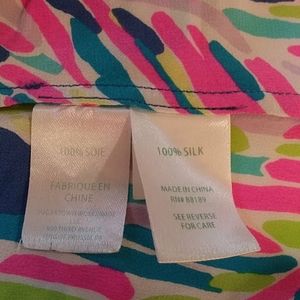 100% SOIE
FABRIQUE EN
CHINE
100% SILK
MADE IN CHINA
RN# 88189
SEE REVERSE
FOR CARE